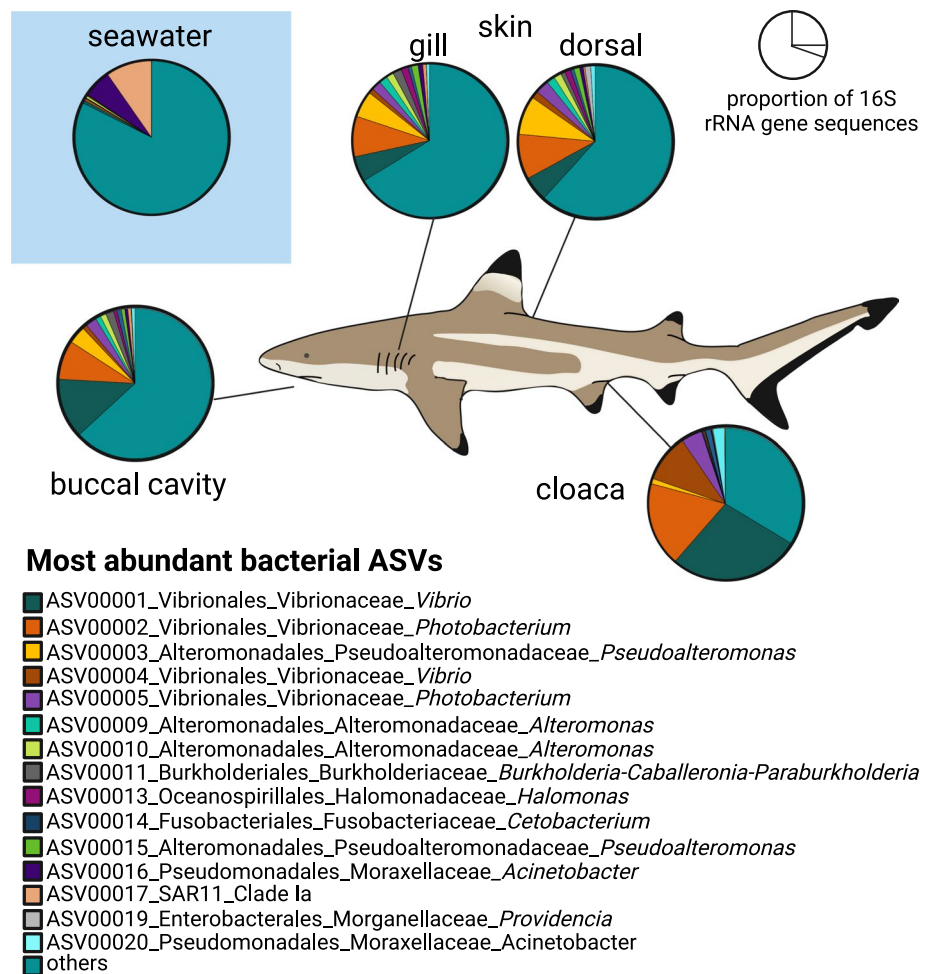 seawater
skin
gill
dorsal
proportion of 16S
rRNA gene sequences
buccal cavity
cloaca
Most abundant bacterial ASVs
ASV00001_Vibrionales_Vibrionaceae_Vibrio
ASV00002_Vibrionales_Vibrionaceae_Photobacterium
ASV00003_Alteromonadales_Pseudoalteromonadaceae_Pseudoalteromonas
ASV00004_Vibrionales_Vibrionaceae_Vibrio
ASV00005_Vibrionales_Vibrionaceae_Photobacterium
ASV00009_Alteromonadales_Alteromonadaceae_Alteromonas
ASV00010_Alteromonadales_Alteromonadaceae_Alteromonas
ASV00011_Burkholderiales_Burkholderiaceae_Burkholderia-Caballeronia-Paraburkholderia
ASV00013_Oceanospirillales_Halomonadaceae_Halomonas
ASV00014_Fusobacteriales_Fusobacteriaceae_Cetobacterium
ASV00015_Alteromonadales_Pseudoalteromonadaceae_Pseudoalteromonas
ASV00016_Pseudomonadales_Moraxellaceae_Acinetobacter
ASV00017_SAR11_Clade Ia
ASV00019_Enterobacterales_Morganellaceae_Providencia
ASV00020_Pseudomonadales_Moraxellaceae_Acinetobacter
others